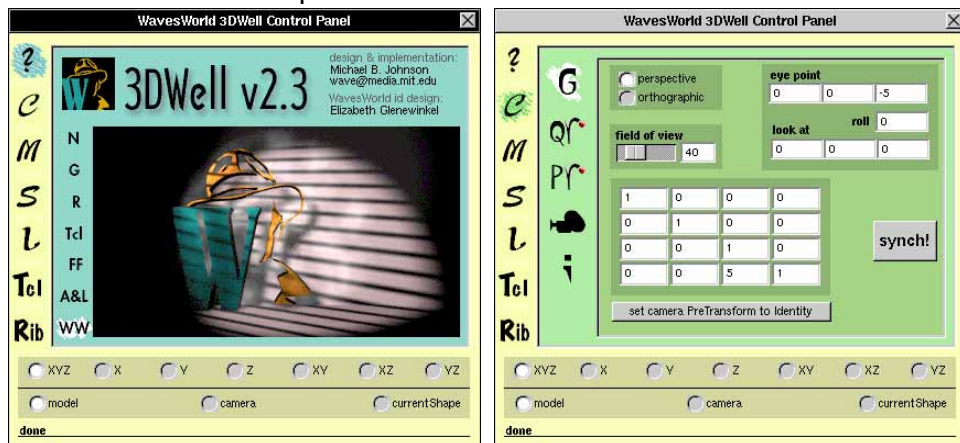 WavesWorld 3DWell Control Panel
?
C
M
S
L
Tcl
Rib
3DWell v2.3
design & implementation:
Michael B. Johnson
wave@media.mit.edu
WavesWorld id design:
Elizabeth Glenewinkel
W
N
G
R
Tcl
FF
A&L
WW
W
XYZ X Y Z XY XZ YZ
model camera currentShape
done
WavesWorld 3DWell Control Panel
?
C
M
S
L
Tcl
Rib
G
Qr
Pr
i
perspective
orthographic
field of view
40
eye point
0 0 -5
roll 0
look at
0 0 0
1 0 0 0
0 1 0 0
0 0 1 0
0 0 5 1
synch!
set camera PreTransform to Identity
XYZ X Y Z XY XZ YZ
model camera currentShape
done